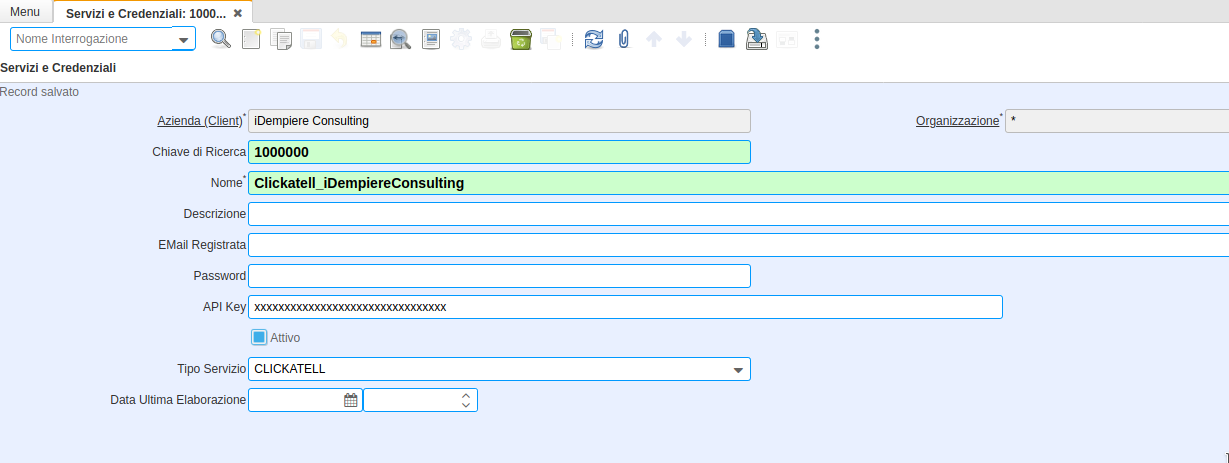 Menu
Servizi e Credenziali: 1000...
Nome Interrogazione
Servizi e Credenziali
Record salvato
Azienda (Client)* iDempiere Consulting Organizzazione* *
Chiave di Ricerca 1000000
Nome* Clickatell_iDempiereConsulting
Descrizione
EMail Registrata
Password
API Key xxxxxxxxxxxxxxxxxxxxxxxxxxxxxxxx
Attivo
Tipo Servizio CLICKATELL
Data Ultima Elaborazione